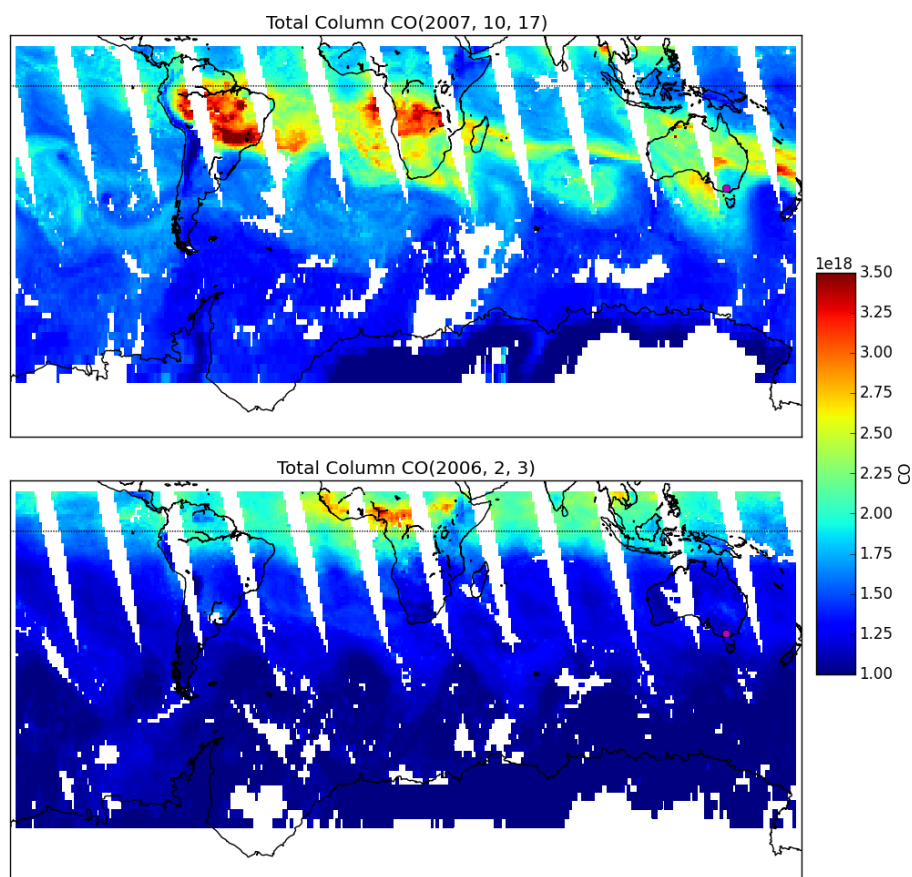 Total Column CO(2007, 10, 17)
1e18
3.50
3.25
3.00
2.75
2.50
2.25
2.00
1.75
1.50
1.25
1.00
CO
Total Column CO(2006, 2, 3)